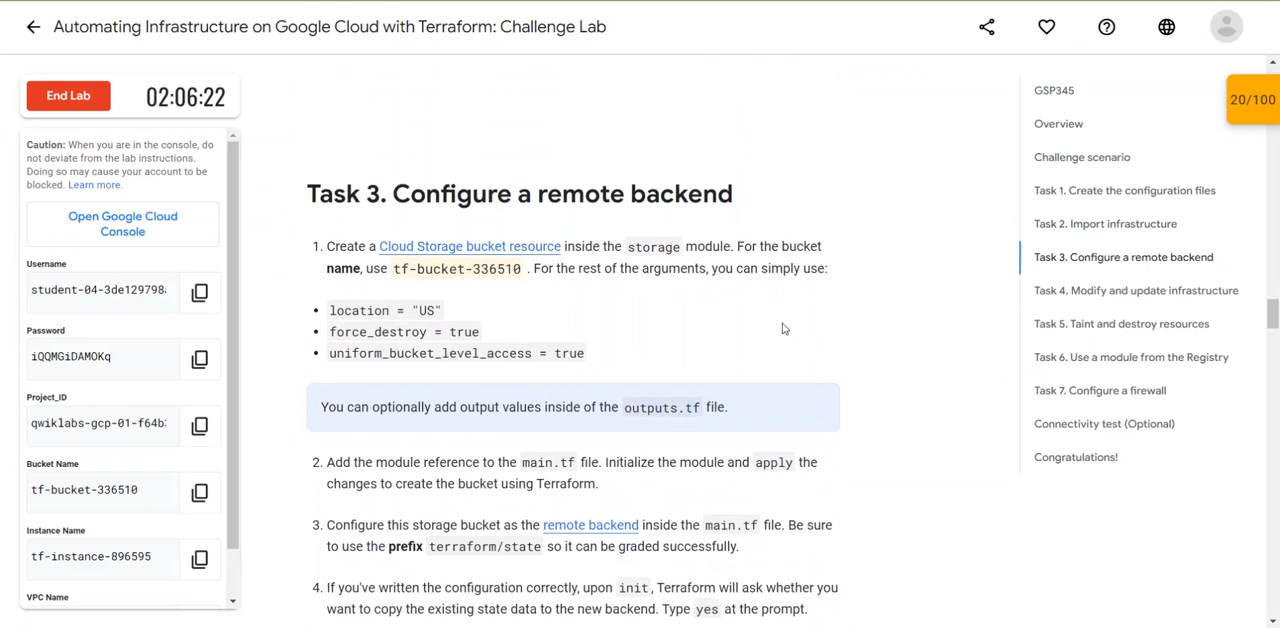 Automating Infrastructure on Google Cloud with Terraform: Challenge Lab
End Lab
02:06:22
Caution: When you are in the console, do
not deviate from the lab instructions.
Doing so may cause your account to be
blocked. Learn more.
Open Google Cloud
Console
Username
student-04-3de129798
Password
iQQMGiDAMOKq
Project_ID
qwiklabs-gcp-01-f64b
Bucket Name
tf-bucket-336510
Instance Name
tf-instance-896595
VPC Name
Task 3. Configure a remote backend
1. Create a Cloud Storage bucket resource inside the storage module. For the bucket
name, use tf-bucket-336510 . For the rest of the arguments, you can simply use:
• location = "US"
• force_destroy = true
• uniform_bucket_level_access = true
You can optionally add output values inside of the outputs.tf file.
2. Add the module reference to the main.tf file. Initialize the module and apply the
changes to create the bucket using Terraform.
3. Configure this storage bucket as the remote backend inside the main.tf file. Be sure
to use the prefix terraform/state so it can be graded successfully.
4. If you've written the configuration correctly, upon init, Terraform will ask whether you
want to copy the existing state data to the new backend. Type yes at the prompt.
GSP345
Overview
Challenge scenario
Task 1. Create the configuration files
Task 2. Import infrastructure
Task 3. Configure a remote backend
Task 4. Modify and update infrastructure
Task 5. Taint and destroy resources
Task 6. Use a module from the Registry
Task 7. Configure a firewall
Connectivity test (Optional)
Congratulations!
20/100